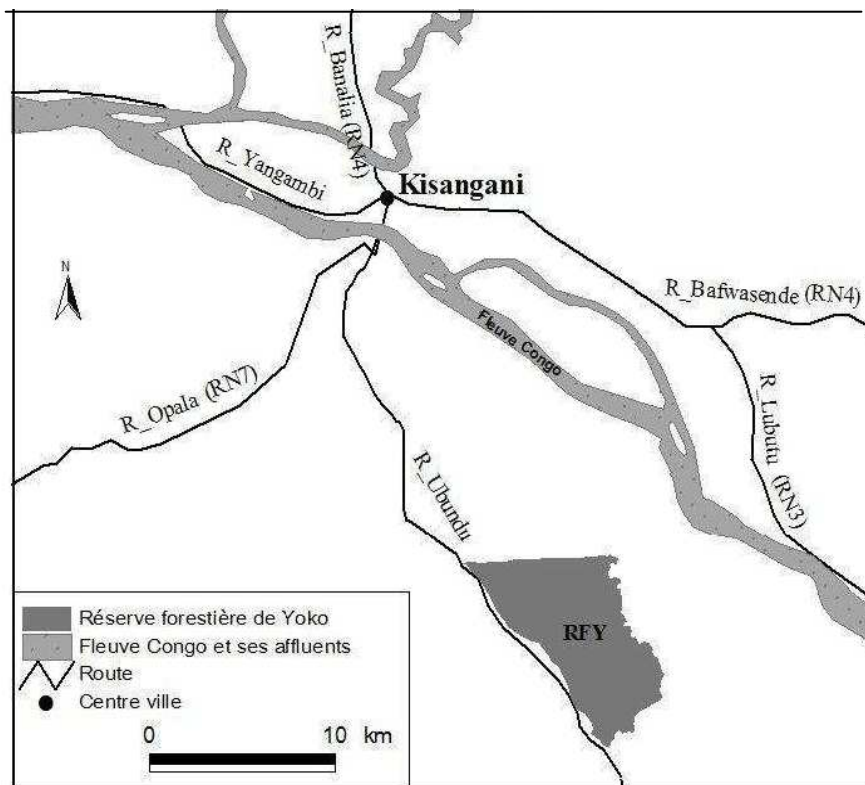 R_Banalia (RN4)
R_Yangambi
Kisangani
R_Bafwasende (RN4)
N
Fleuve Congo
R_Opala (RN7)
R_Lubutu (RN3)
R_Ubundu
RFY
Réserve forestière de Yoko
Fleuve Congo et ses affluents
Route
Centre ville
0 10 km